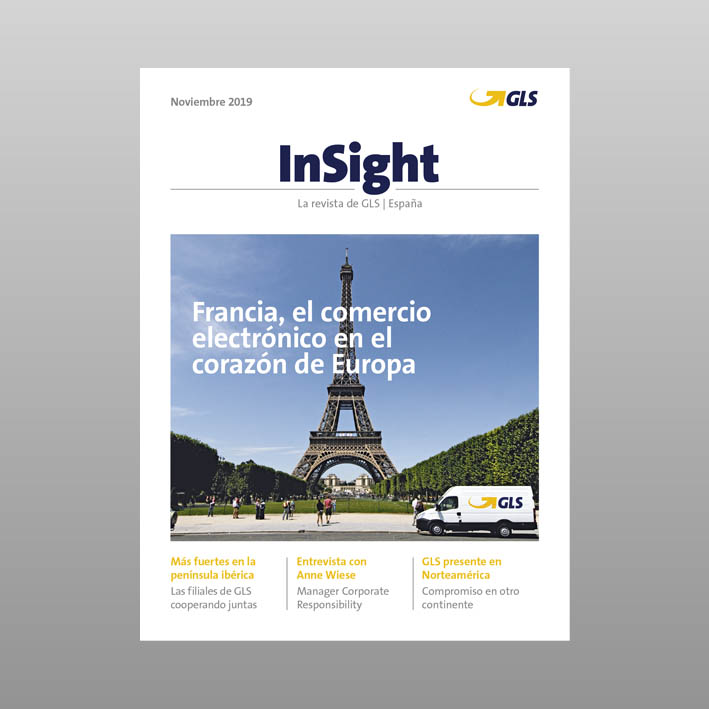 Noviembre 2019
GLS
InSight
La revista de GLS | España
Francia, el comercio
electrónico en el
corazón de Europa
GLS
Más fuertes en la
península ibérica
Las filiales de GLS
cooperando juntas
Entrevista con
Anne Wiese
Manager Corporate
Responsibility
GLS presente en
Norteamérica
Compromiso en otro
continente